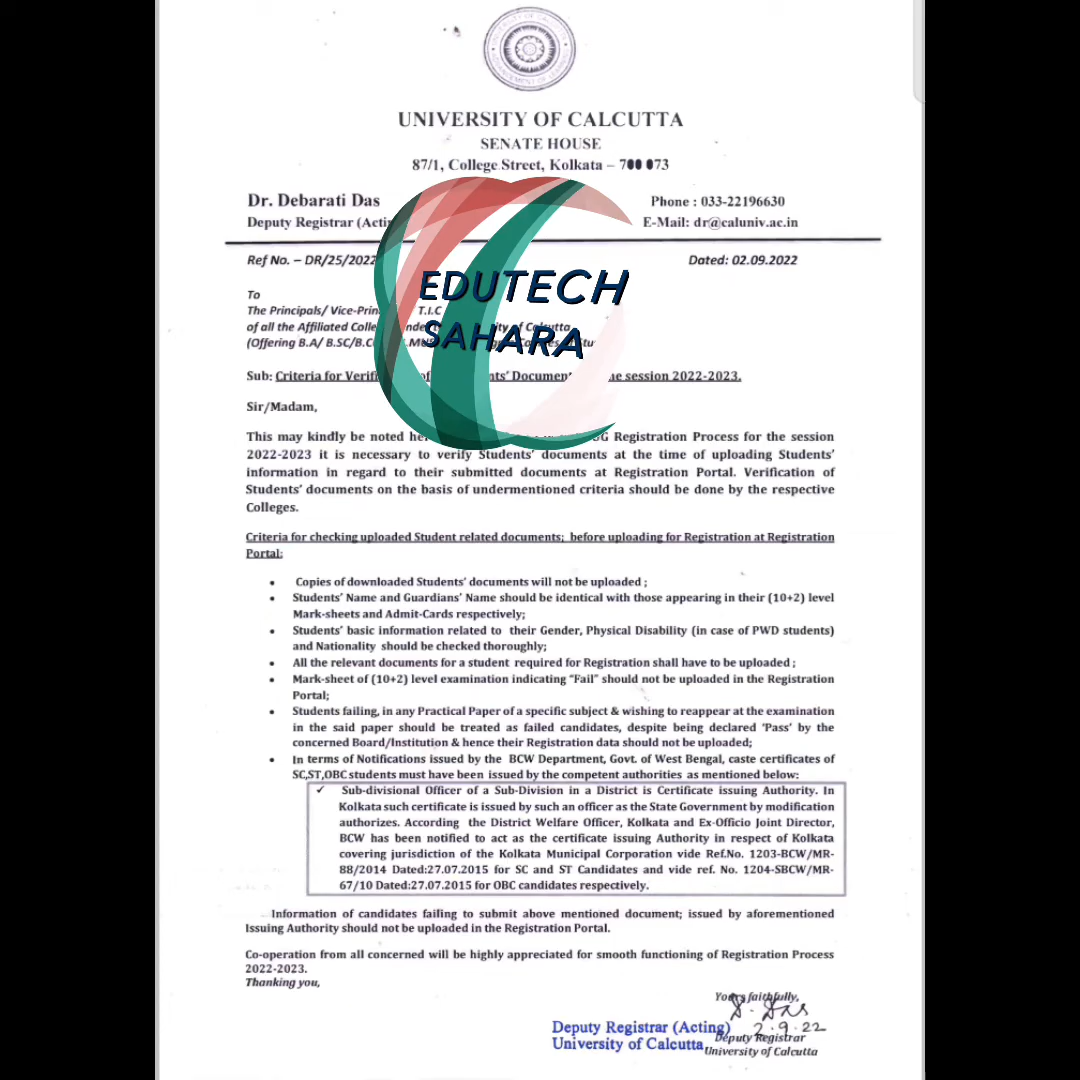 UNIVERSITY OF CALCUTTA
SENATE HOUSE
87/1, College Street, Kolkata – 700 073
Dr. Debarati Das
Phone : 033-22196630
Deputy Registrar (Actin
E-Mail: dr@caluniv.ac.in
Ref No. – DR/25/2022
Dated: 02.09.2022
EDUTECH
SAHARA
To
The Principals/ Vice-Prin T.I.C
of all the Affiliated Colle nde ity of Calcutta
(Offering B.A/ B.SC/B.C .MUS
Sub: Criteria for Verifi of nts' Document e session 2022-2023.
Sir/Madam,
This may kindly be noted he G Registration Process for the session
2022-2023 it is necessary to verify Students' documents at the time of uploading Students'
information in regard to their submitted documents at Registration Portal. Verification of
Students' documents on the basis of undermentioned criteria should be done by the respective
Colleges.
Criteria for checking uploaded Student related documents; before uploading for Registration at Registration
Portal:
• Copies of downloaded Students' documents will not be uploaded ;
• Students' Name and Guardians' Name should be identical with those appearing in their (10+2) level
Mark-sheets and Admit-Cards respectively;
• Students' basic information related to their Gender, Physical Disability (in case of PWD students)
and Nationality should be checked thoroughly;
• All the relevant documents for a student required for Registration shall have to be uploaded ;
• Mark-sheet of (10+2) level examination indicating "Fail" should not be uploaded in the Registration
Portal;
• Students failing, in any Practical Paper of a specific subject & wishing to reappear at the examination
in the said paper should be treated as failed candidates, despite being declared 'Pass' by the
concerned Board/Institution & hence their Registration data should not be uploaded;
• In terms of Notifications issued by the BCW Department, Govt. of West Bengal, caste certificates of
SC,ST,OBC students must have been issued by the competent authorities as mentioned below:
✓ Sub-divisional Officer of a Sub-Division in a District is Certificate issuing Authority. In
Kolkata such certificate is issued by such an officer as the State Government by modification
authorizes. According the District Welfare Officer, Kolkata and Ex-Officio Joint Director,
BCW has been notified to act as the certificate issuing Authority in respect of Kolkata
covering jurisdiction of the Kolkata Municipal Corporation vide Ref.No. 1203-BCW/MR-
88/2014 Dated:27.07.2015 for SC and ST Candidates and vide ref. No. 1204-SBCW/MR-
67/10 Dated:27.07.2015 for OBC candidates respectively.
Information of candidates failing to submit above mentioned document; issued by aforementioned
Issuing Authority should not be uploaded in the Registration Portal.
Co-operation from all concerned will be highly appreciated for smooth functioning of Registration Process
2022-2023.
Thanking you,
Yours faithfully,
D. Das
2.9.22
Deputy Registrar (Acting)
University of Calcutta
Deputy Registrar
University of Calcutta